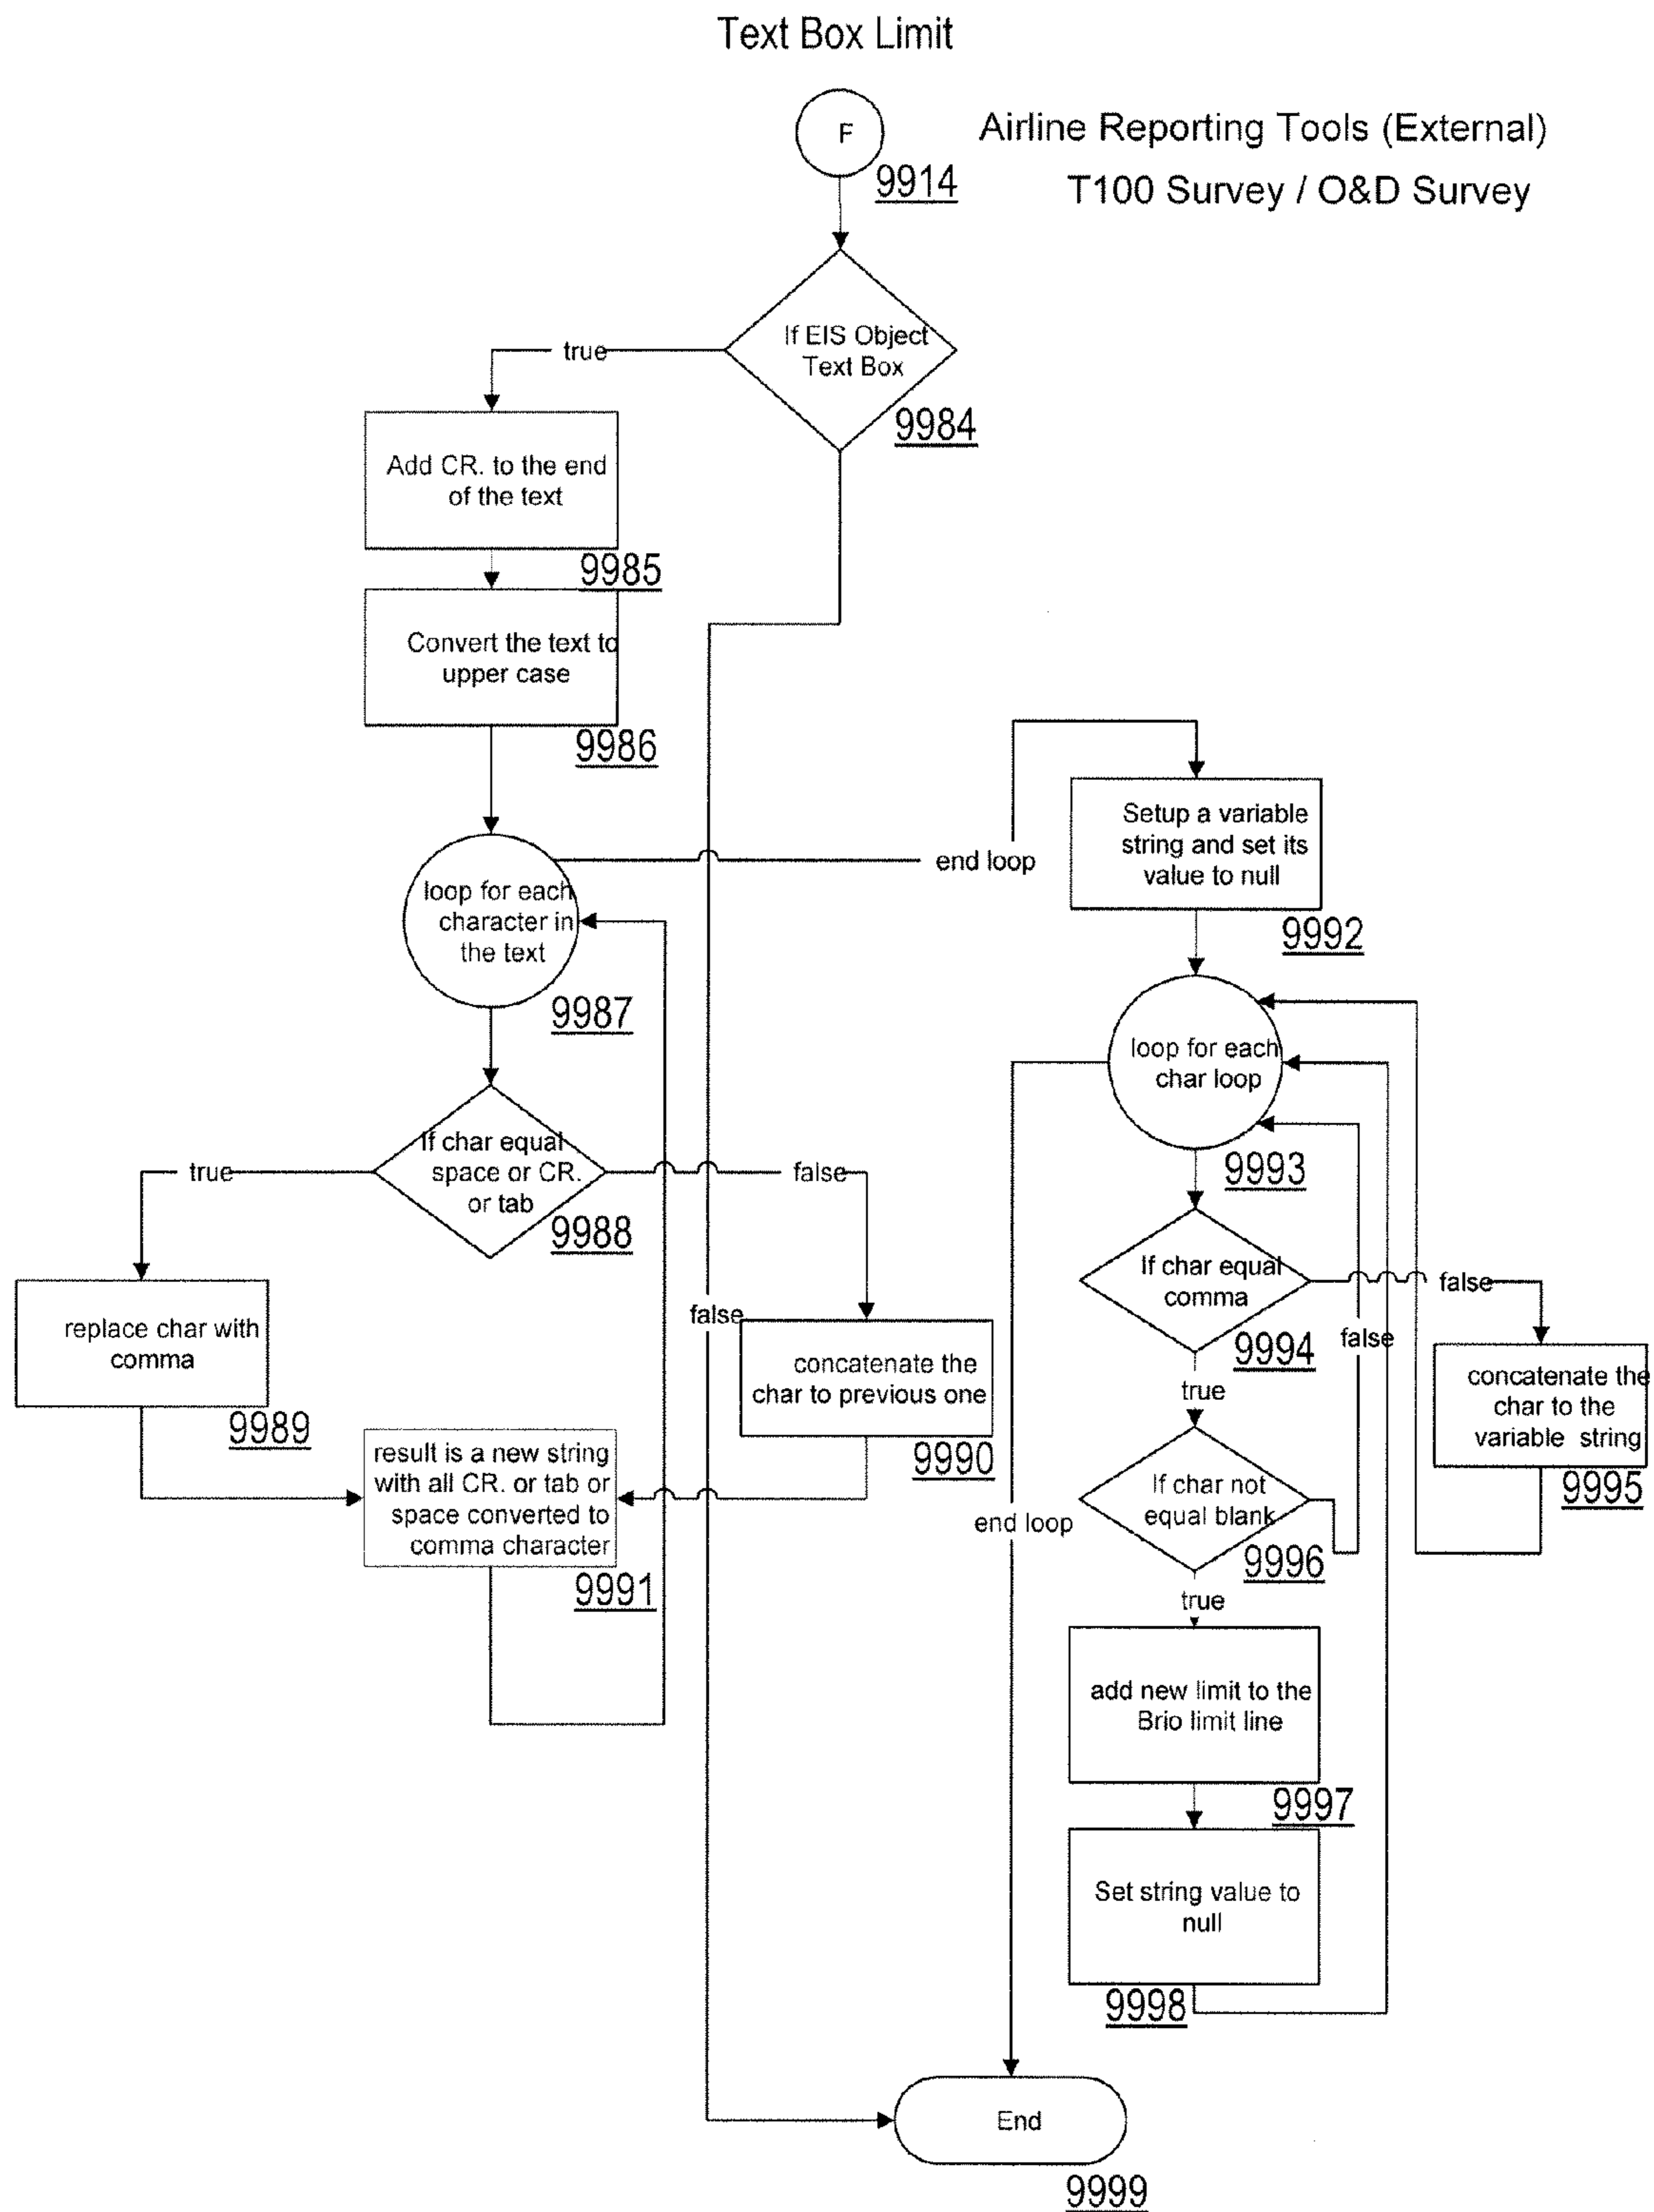 Text Box Limit
F
Airline Reporting Tools (External)
T100 Survey / O&D Survey
9914
If EIS Object
Text Box
9984
true
Add CR. to the end
of the text
9985
Convert the text to
upper case
9986
loop for each
character in
the text
9987
end loop
If char equal
space or CR.
or tab
9988
true
false
replace char with
comma
9989
false
concatenate the
char to previous one
9990
result is a new string
with all CR. or tab or
space converted to
comma character
9991
Setup a variable
string and set its
value to null
9992
loop for each
char loop
9993
If char equal
comma
9994
false
false
concatenate the
char to the
variable string
9995
true
If char not
equal blank
9996
end loop
true
add new limit to the
Brio limit line
9997
Set string value to
null
9998
End
9999